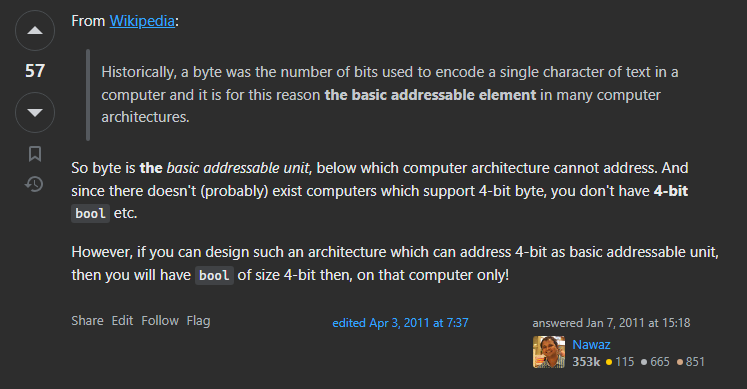 From Wikipedia:
57
Historically, a byte was the number of bits used to encode a single character of text in a
computer and it is for this reason the basic addressable element in many computer
architectures.
So byte is the basic addressable unit, below which computer architecture cannot address. And
since there doesn't (probably) exist computers which support 4-bit byte, you don't have 4-bit
bool etc.
However, if you can design such an architecture which can address 4-bit as basic addressable unit,
then you will have bool of size 4-bit then, on that computer only!
Share Edit Follow Flag
edited Apr 3, 2011 at 7:37
answered Jan 7, 2011 at 15:18
Nawaz
353k 115 665 851